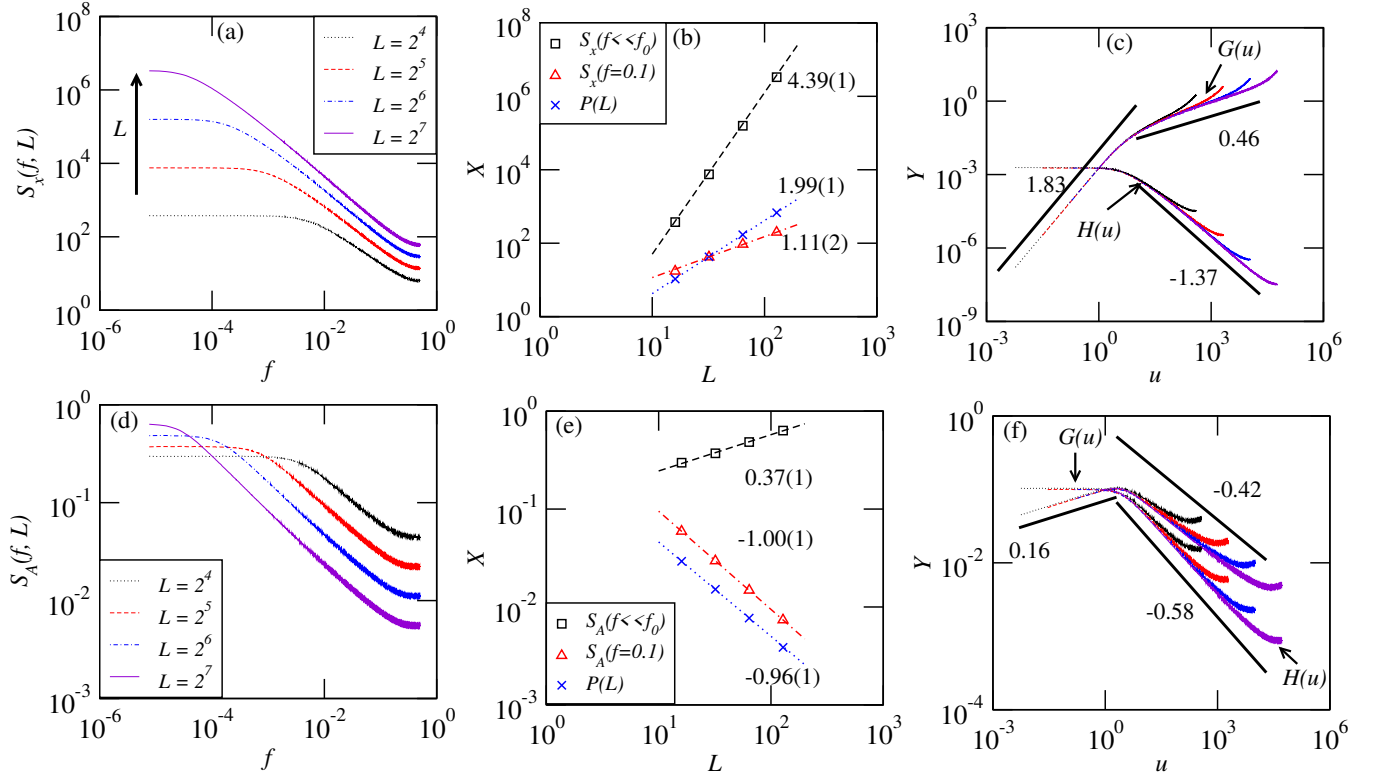 (a)
10^8
10^6
10^4
10^2
10^0
S_x(f, L)
L
L = 2^4
L = 2^5
L = 2^6
L = 2^7
10^-6
10^-4
10^-2
10^0
f
(b)
10^8
10^6
10^4
10^2
10^0
X
S_x(f<<f_0)
S_x(f=0.1)
P(L)
4.39(1)
1.99(1)
1.11(2)
10^0
10^1
10^2
10^3
L
(c)
10^3
10^0
10^-3
10^-6
10^-9
Y
G(u)
0.46
1.83
H(u)
-1.37
10^-3
10^0
10^3
10^6
u
(d)
10^0
10^-1
10^-2
10^-3
S_A(f, L)
L = 2^4
L = 2^5
L = 2^6
L = 2^7
10^-6
10^-4
10^-2
10^0
f
(e)
10^0
10^-1
10^-2
10^-3
X
0.37(1)
-1.00(1)
-0.96(1)
S_A(f<<f_0)
S_A(f=0.1)
P(L)
10^0
10^1
10^2
10^3
L
(f)
10^0
10^-2
10^-4
Y
G(u)
-0.42
0.16
-0.58
H(u)
10^-3
10^0
10^3
10^6
u